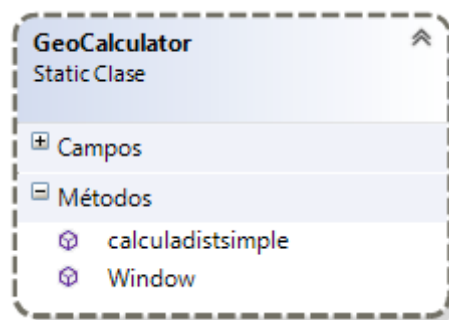 GeoCalculator
Static Clase
Campos
Métodos
calculadistsimple
Window